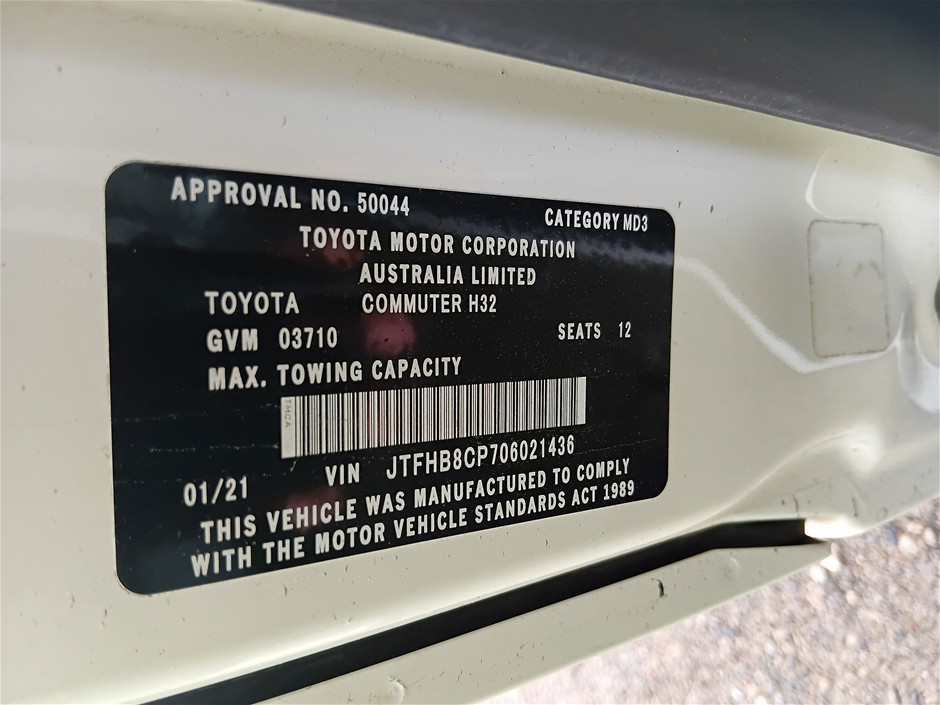 APPROVAL NO. 50044 CATEGORY MD3
TOYOTA MOTOR CORPORATION
AUSTRALIA LIMITED
TOYOTA COMMUTER H32
GVM 03710 SEATS 12
MAX. TOWING CAPACITY
TMCA
VIN JTFHB8CP706021436
01/21
THIS VEHICLE WAS MANUFACTURED TO COMPLY
WITH THE MOTOR VEHICLE STANDARDS ACT 1989